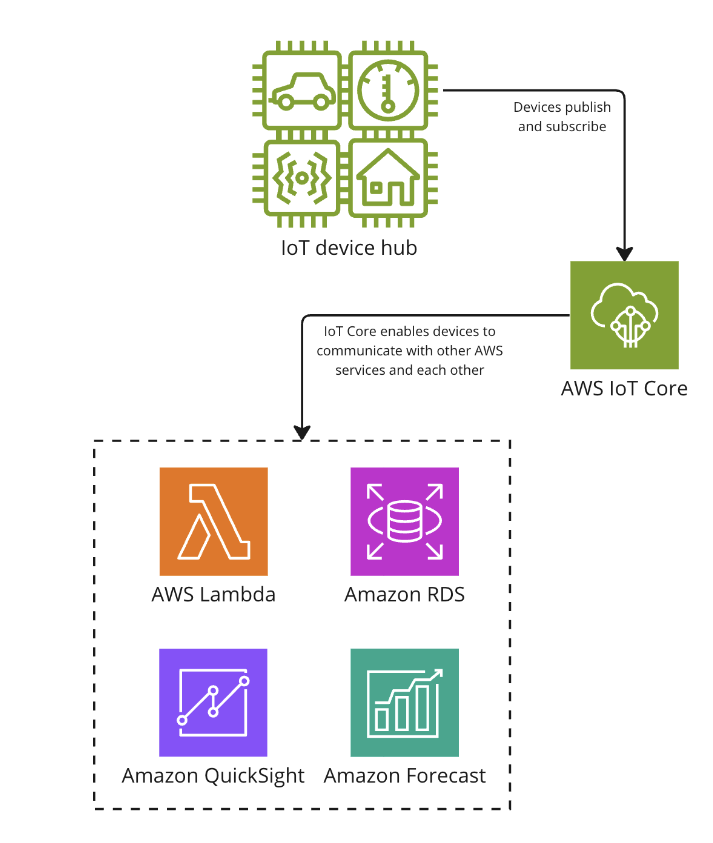 Devices publish
and subscribe
IoT device hub
IoT Core enables devices to
communicate with other AWS
services and each other
AWS IoT Core
AWS Lambda
Amazon RDS
Amazon QuickSight
Amazon Forecast